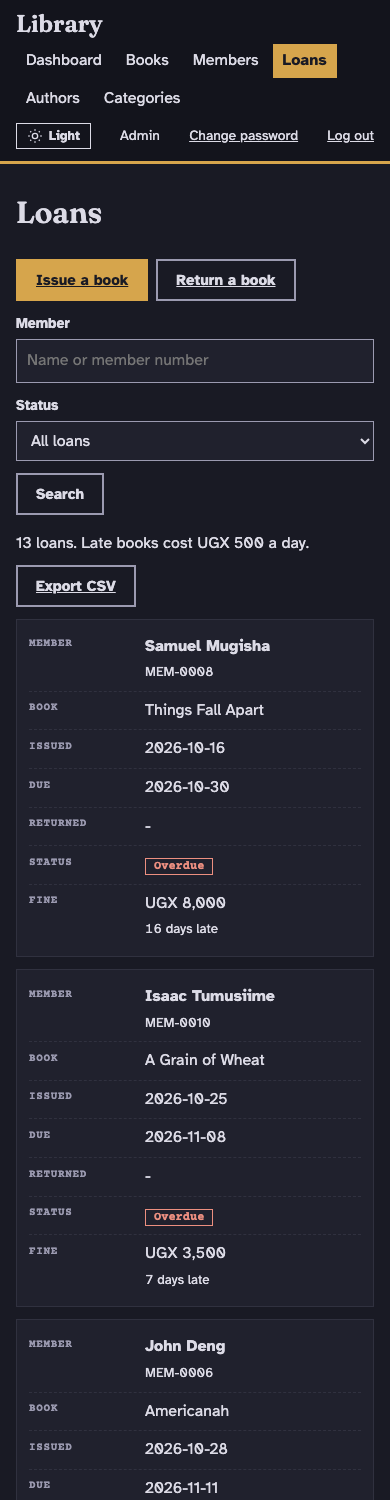 Library
Dashboard Books Members Loans
Authors Categories
Light Admin Change password Log out
Loans
Issue a book Return a book
Member
Name or member number
Status
All loans
Search
13 loans. Late books cost UGX 500 a day.
Export CSV
MEMBER Samuel Mugisha
MEM-0008
BOOK Things Fall Apart
ISSUED 2026-10-16
DUE 2026-10-30
RETURNED -
STATUS Overdue
FINE UGX 8,000
16 days late
MEMBER Isaac Tumusiime
MEM-0010
BOOK A Grain of Wheat
ISSUED 2026-10-25
DUE 2026-11-08
RETURNED -
STATUS Overdue
FINE UGX 3,500
7 days late
MEMBER John Deng
MEM-0006
BOOK Americanah
ISSUED 2026-10-28
DUE 2026-11-11